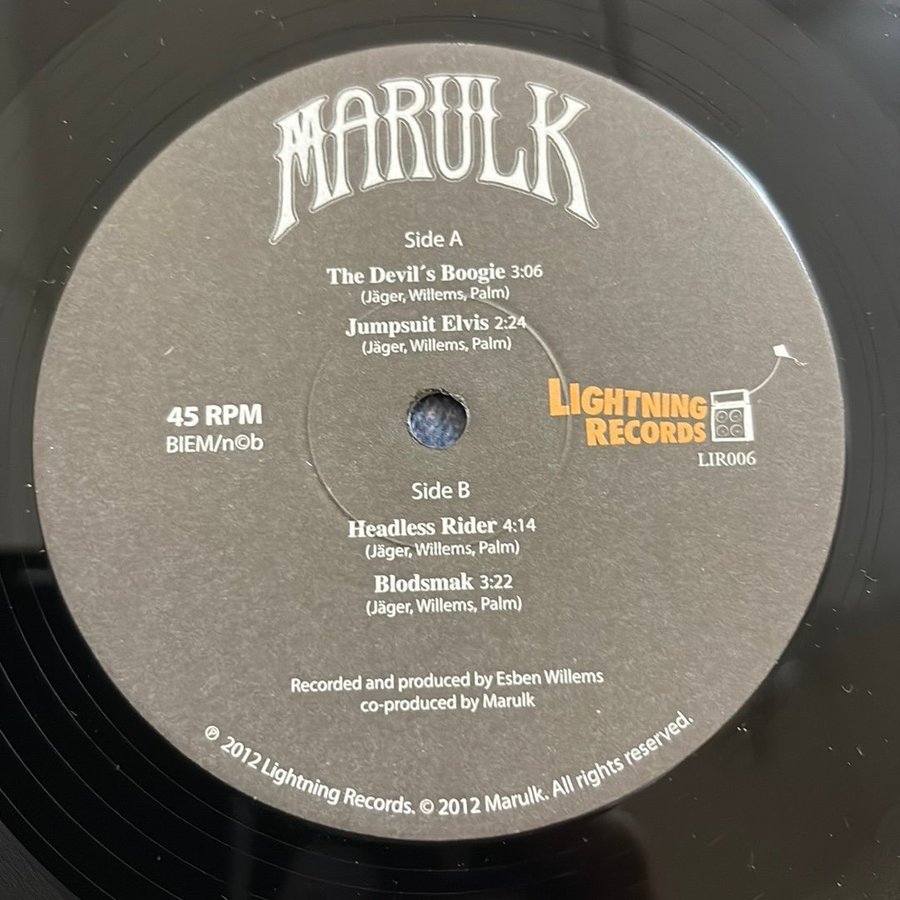 MARULK
Side A
The Devil´s Boogie 3:06
(Jäger, Willems, Palm)
Jumpsuit Elvis 2:24
(Jäger, Willems, Palm)
45 RPM
BIEM/n©b
LIGHTNING
RECORDS
LIR006
Side B
Headless Rider 4:14
(Jäger, Willems, Palm)
Blodsmak 3:22
(Jäger, Willems, Palm)
Recorded and produced by Esben Willems
co-produced by Marulk
℗ 2012 Lightning Records. © 2012 Marulk. All rights reserved.